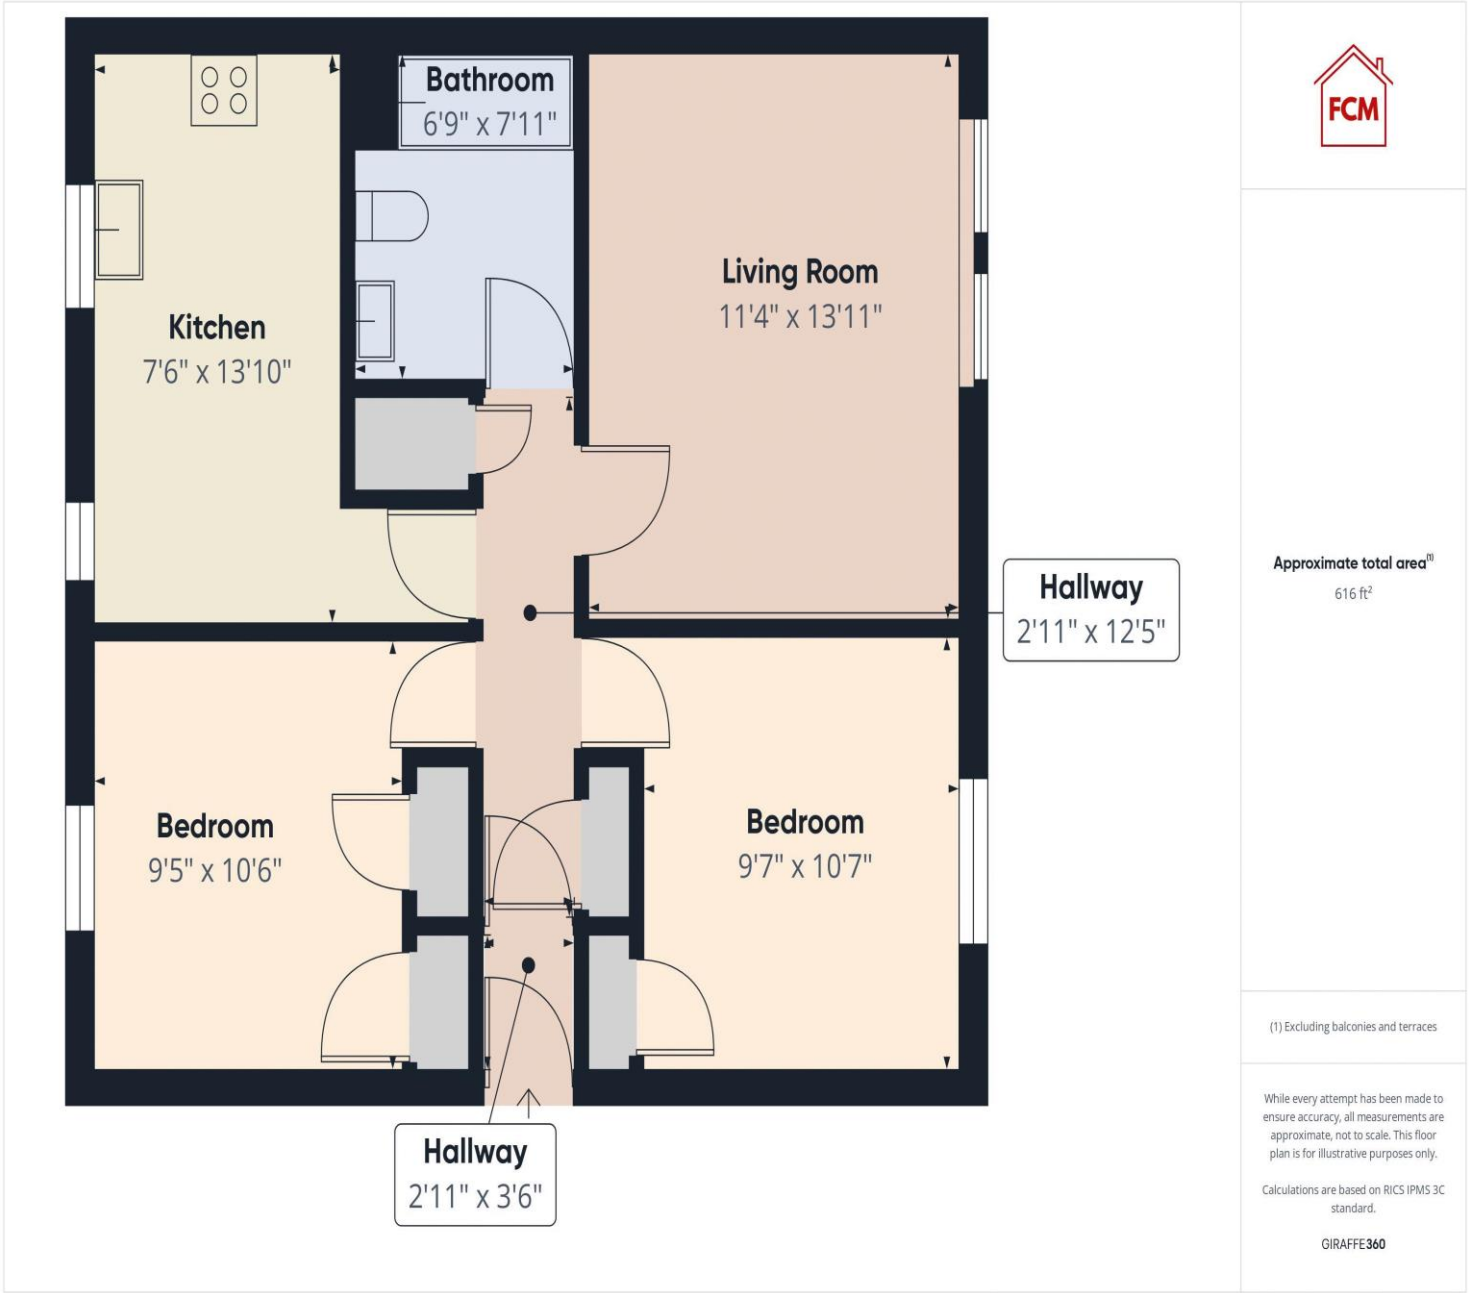 Bathroom
6'9" x 7'11"
Kitchen
7'6" x 13'10"
Living Room
11'4" x 13'11"
Hallway
2'11" x 12'5"
Bedroom
9'5" x 10'6"
Bedroom
9'7" x 10'7"
Hallway
2'11" x 3'6"
FCM
Approximate total area(1)
616 ft²
(1) Excluding balconies and terraces
While every attempt has been made to
ensure accuracy, all measurements are
approximate, not to scale. This floor
plan is for illustrative purposes only.
Calculations are based on RICS IPMS 3C
standard.
GIRAFFE360